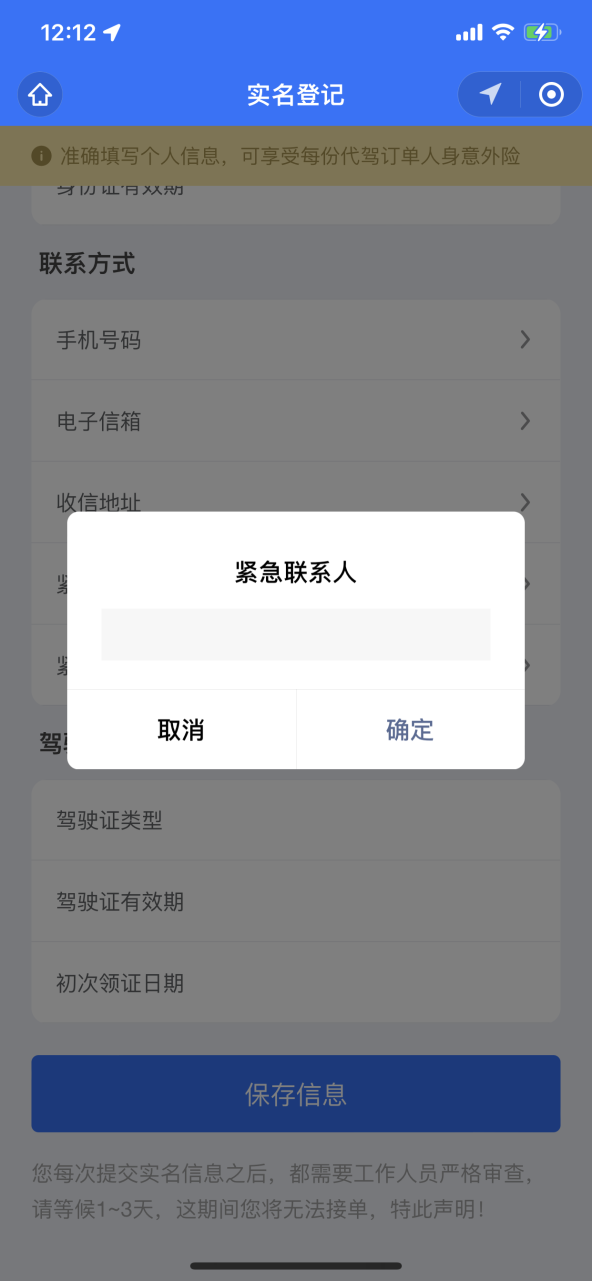 12:12
实名登记
准确填写个人信息，可享受每份代驾订单人身意外险
身份证有效期
联系方式
手机号码
电子信箱
收信地址
紧
紧急联系人
紧
取消
确定
驾
驾驶证类型
驾驶证有效期
初次领证日期
保存信息
您每次提交实名信息之后，都需要工作人员严格审查，
请等候1~3天，这期间您将无法接单，特此声明！